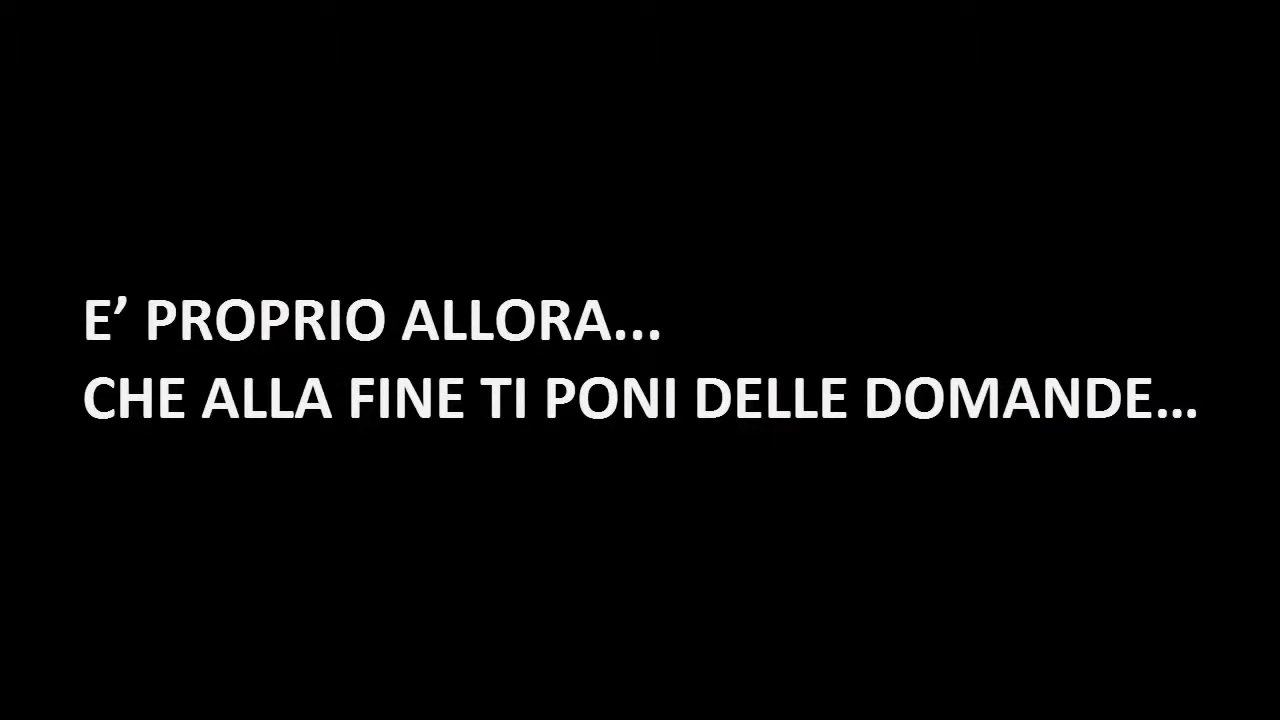 E’ PROPRIO ALLORA...
CHE ALLA FINE TI PONI DELLE DOMANDE...